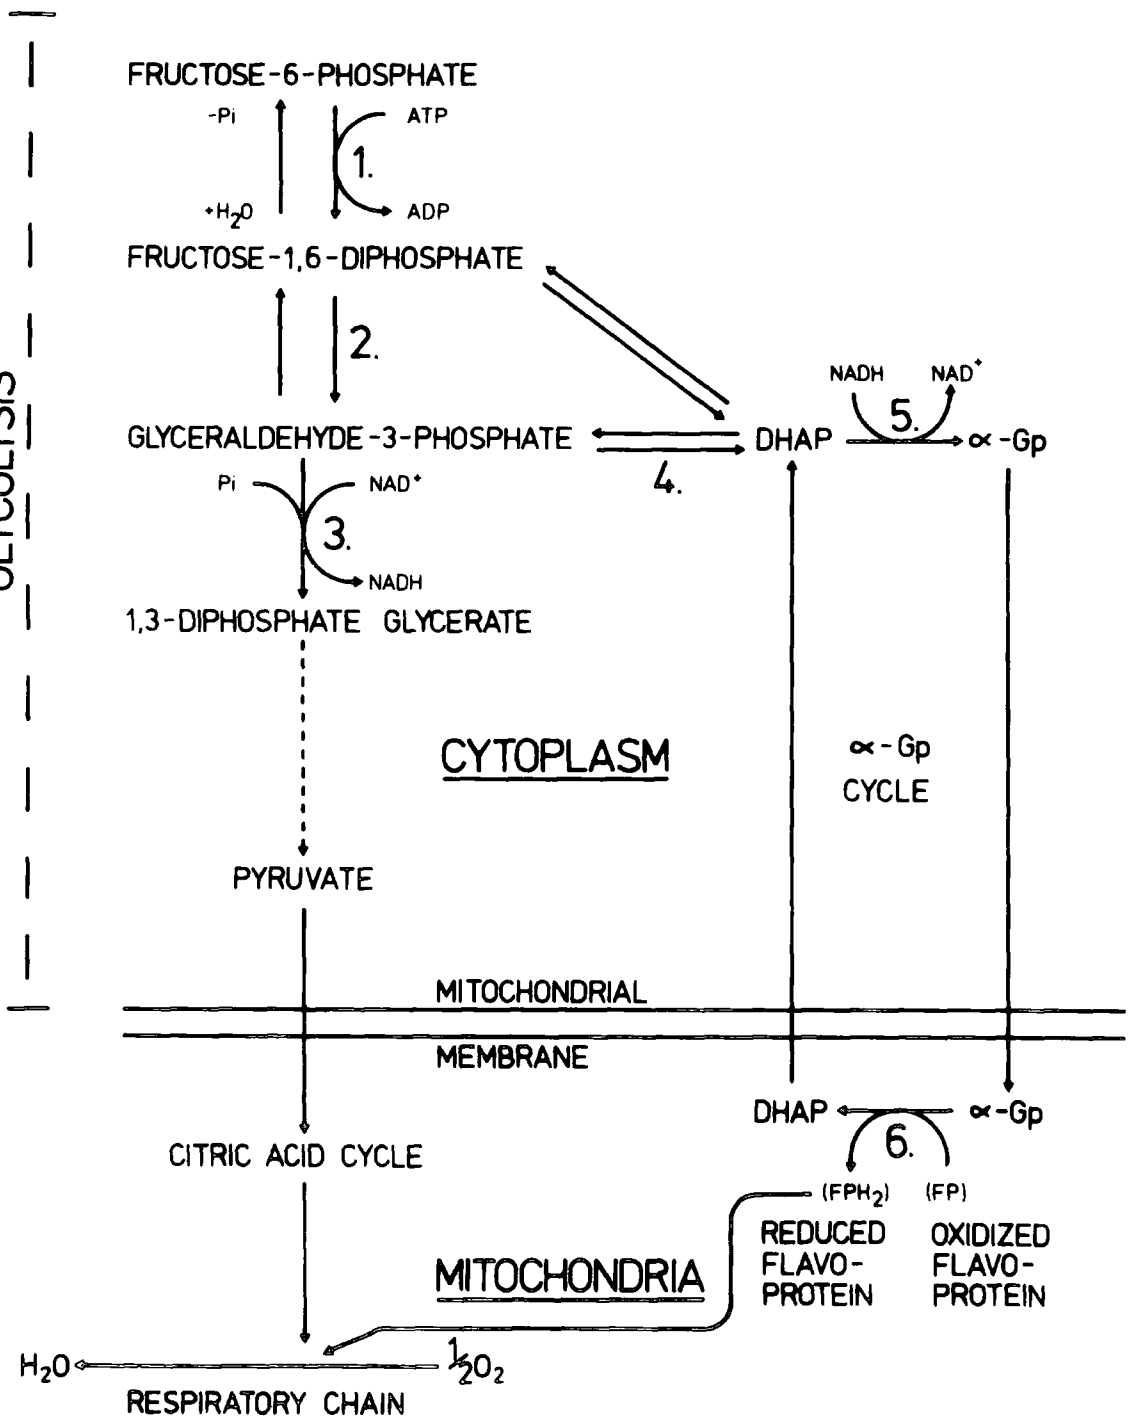 GLYCOLYSIS
FRUCTOSE-6-PHOSPHATE
-Pi
ATP
1.
+H2O
ADP
FRUCTOSE-1,6-DIPHOSPHATE
2.
NADH
NAD+
5.
GLYCERALDEHYDE-3-PHOSPHATE
DHAP
∝-Gp
4.
Pi
NAD+
3.
NADH
1,3-DIPHOSPHATE GLYCERATE
CYTOPLASM
∝-Gp
CYCLE
PYRUVATE
MITOCHONDRIAL
MEMBRANE
DHAP
∝-Gp
6.
CITRIC ACID CYCLE
(FPH2)
(FP)
REDUCED
FLAVO-
PROTEIN
OXIDIZED
FLAVO-
PROTEIN
MITOCHONDRIA
H2O
½O2
RESPIRATORY CHAIN